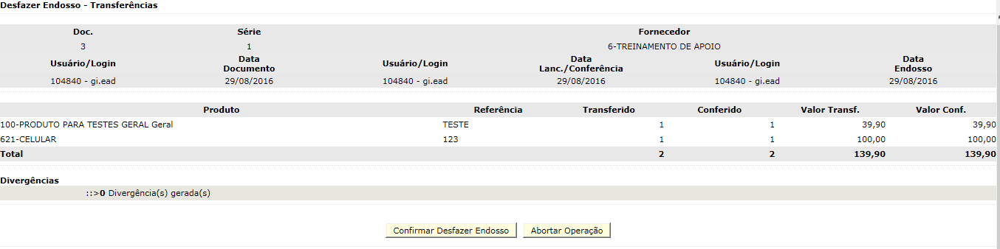 Desfazer Endosso - Transferências
Doc. Série Fornecedor
3 1 6-TREINAMENTO DE APOIO
Usuário/Login Data Documento Usuário/Login Data Lanc./Conferência Usuário/Login Data Endosso
104840 - gi.ead 29/08/2016 104840 - gi.ead 29/08/2016 104840 - gi.ead 29/08/2016
Produto Referência Transferido Conferido Valor Transf. Valor Conf.
100-PRODUTO PARA TESTES GERAL Geral TESTE 1 1 39,90 39,90
621-CELULAR 123 1 1 100,00 100,00
Total 2 2 139,90 139,90
Divergências
::>0 Divergência(s) gerada(s)
Confirmar Desfazer Endosso Abortar Operação